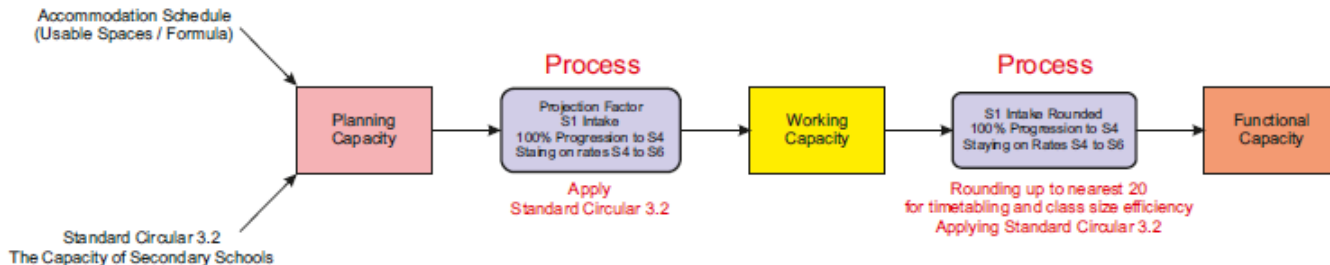 Accommodation Schedule
(Usable Spaces / Formula)
Process
Process
Planning
Capacity
Projection Factor
S1 Intake
100% Progression to S4
Staing on rates S4 to S6
Working
Capacity
S1 Intake Rounded
100% Progression to S4
Staying on Rates S4 to S6
Functional
Capacity
Apply
Standard Circular 3.2
Rounding up to nearest 20
for timetabling and class size efficiency
Applying Standard Circular 3.2
Standard Circular 3.2
The Capacity of Secondary Schools